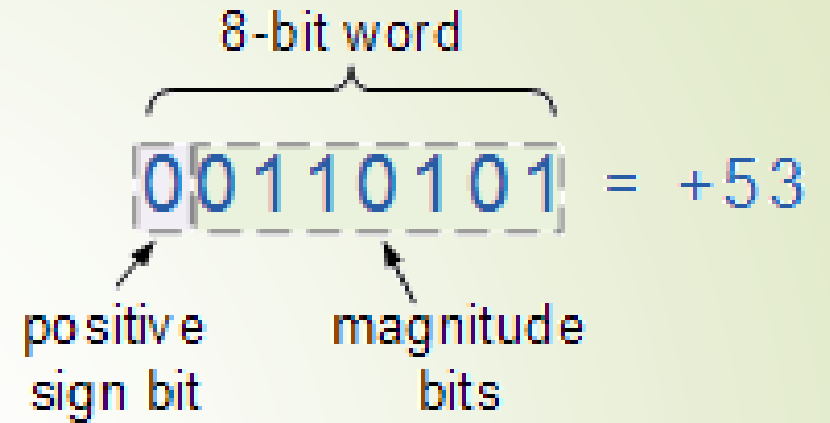 8-bit word
00110101 = +53
positive
sign bit
magnitude
bits